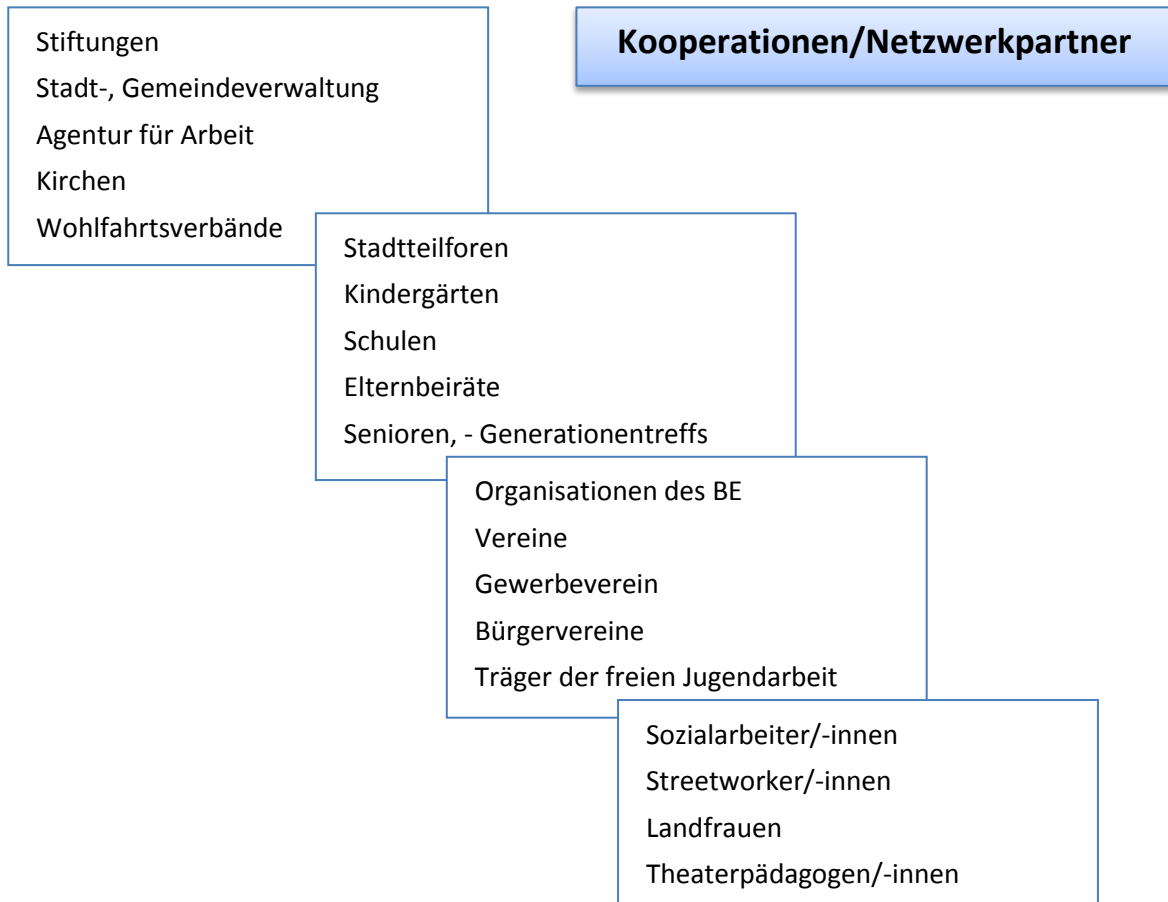 Kooperationen/Netzwerkpartner
Stiftungen
Stadt-, Gemeindeverwaltung
Agentur für Arbeit
Kirchen
Wohlfahrtsverbände
Stadtteilforen
Kindergärten
Schulen
Elternbeiräte
Senioren, - Generationentreffs
Organisationen des BE
Vereine
Gewerbeverein
Bürgervereine
Träger der freien Jugendarbeit
Sozialarbeiter/-innen
Streetworker/-innen
Landfrauen
Theaterpädagogen/-innen